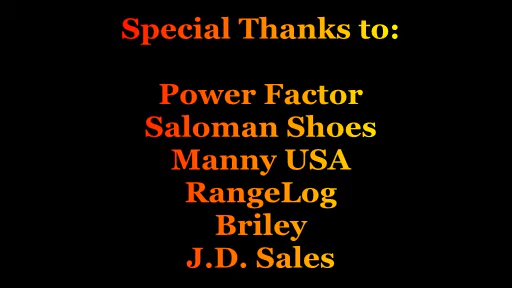 Special Thanks to:
Power Factor
Saloman Shoes
Manny USA
RangeLog
Briley
J.D. Sales